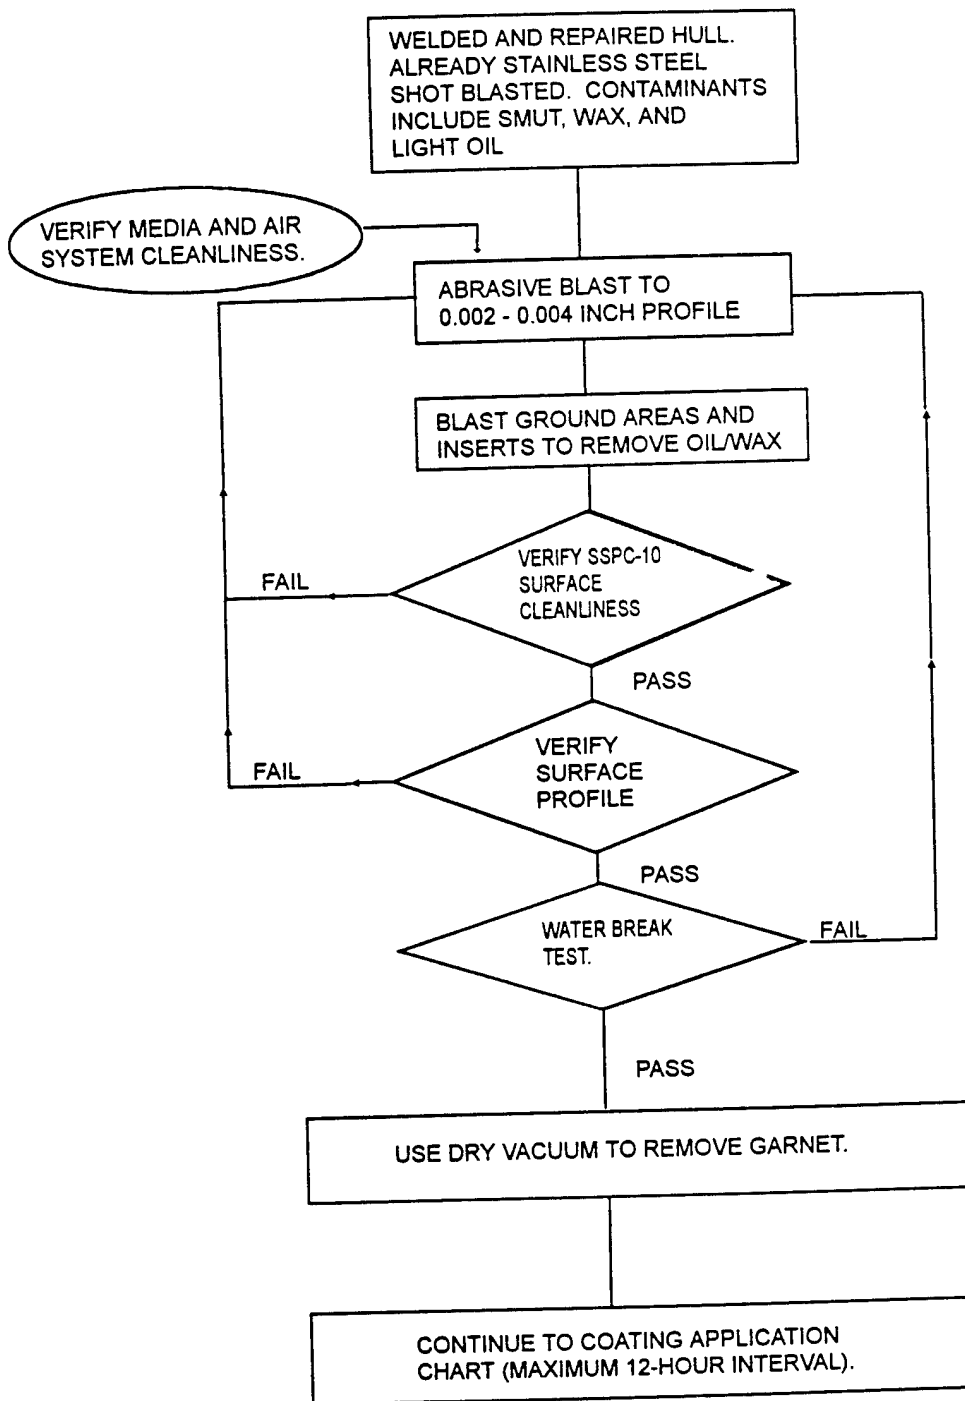 WELDED AND REPAIRED HULL.
ALREADY STAINLESS STEEL
SHOT BLASTED. CONTAMINANTS
INCLUDE SMUT, WAX, AND
LIGHT OIL
VERIFY MEDIA AND AIR
SYSTEM CLEANLINESS.
ABRASIVE BLAST TO
0.002 - 0.004 INCH PROFILE
BLAST GROUND AREAS AND
INSERTS TO REMOVE OIL/WAX
VERIFY SSPC-10
SURFACE
CLEANLINESS
FAIL
PASS
VERIFY
SURFACE
PROFILE
FAIL
PASS
WATER BREAK
TEST.
FAIL
PASS
USE DRY VACUUM TO REMOVE GARNET.
CONTINUE TO COATING APPLICATION
CHART (MAXIMUM 12-HOUR INTERVAL).